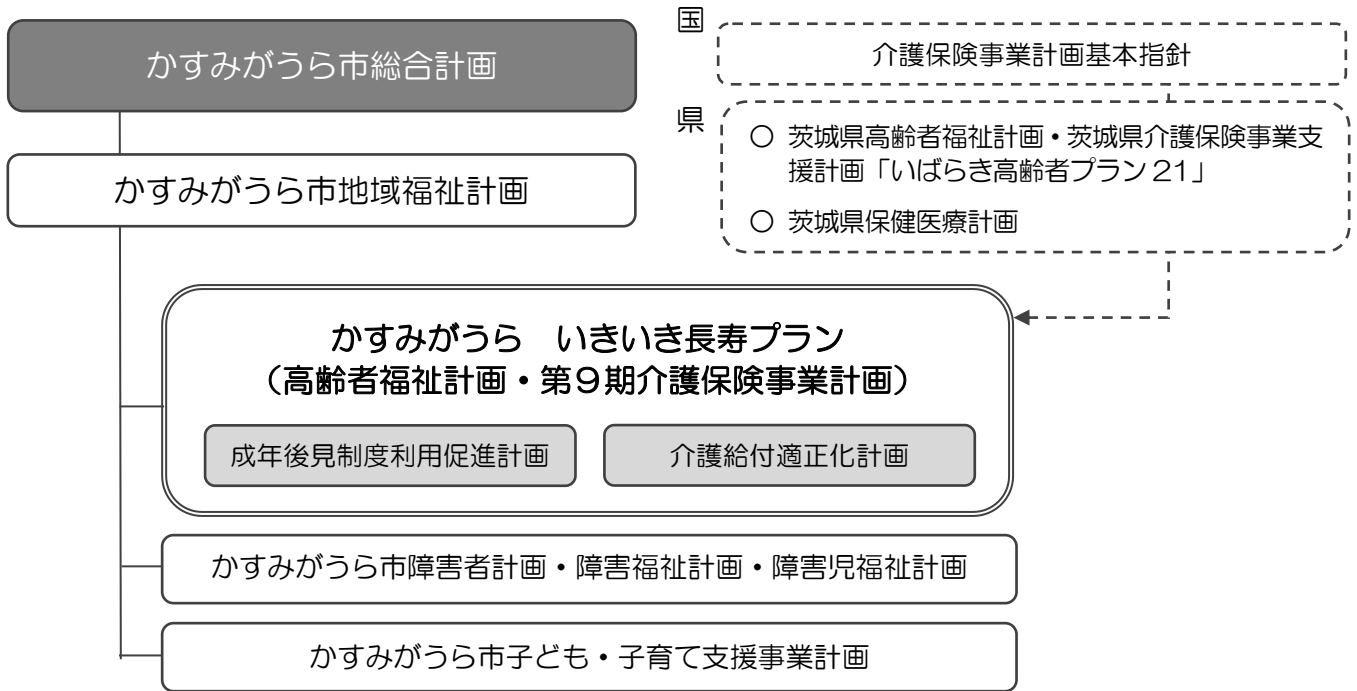 かすみがうら市総合計画
かすみがうら市地域福祉計画
国
介護保険事業計画基本指針
県
○ 茨城県高齢者福祉計画・茨城県介護保険事業支
援計画「いばらき高齢者プラン21」
○ 茨城県保健医療計画
かすみがうら　いきいき長寿プラン
（高齢者福祉計画・第９期介護保険事業計画）
成年後見制度利用促進計画
介護給付適正化計画
かすみがうら市障害者計画・障害福祉計画・障害児福祉計画
かすみがうら市子ども・子育て支援事業計画